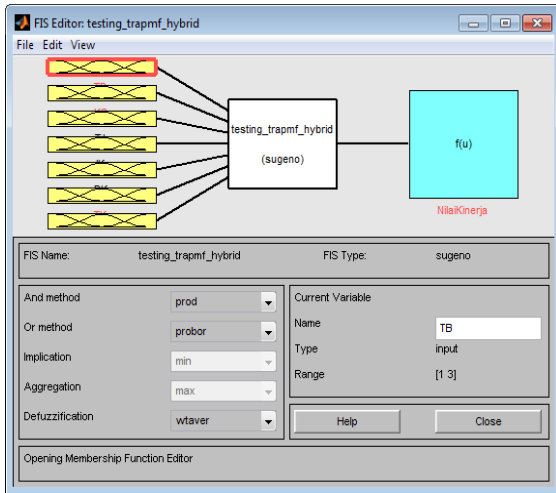 FIS Editor: testing_trapmf_hybrid
File Edit View
testing_trapmf_hybrid
(sugeno)
f(u)
NilaiKinerja
FIS Name: testing_trapmf_hybrid FIS Type: sugeno
And method prod
Or method probor
Implication min
Aggregation max
Defuzzification wtaver
Current Variable
Name TB
Type input
Range [1 3]
Help Close
Opening Membership Function Editor